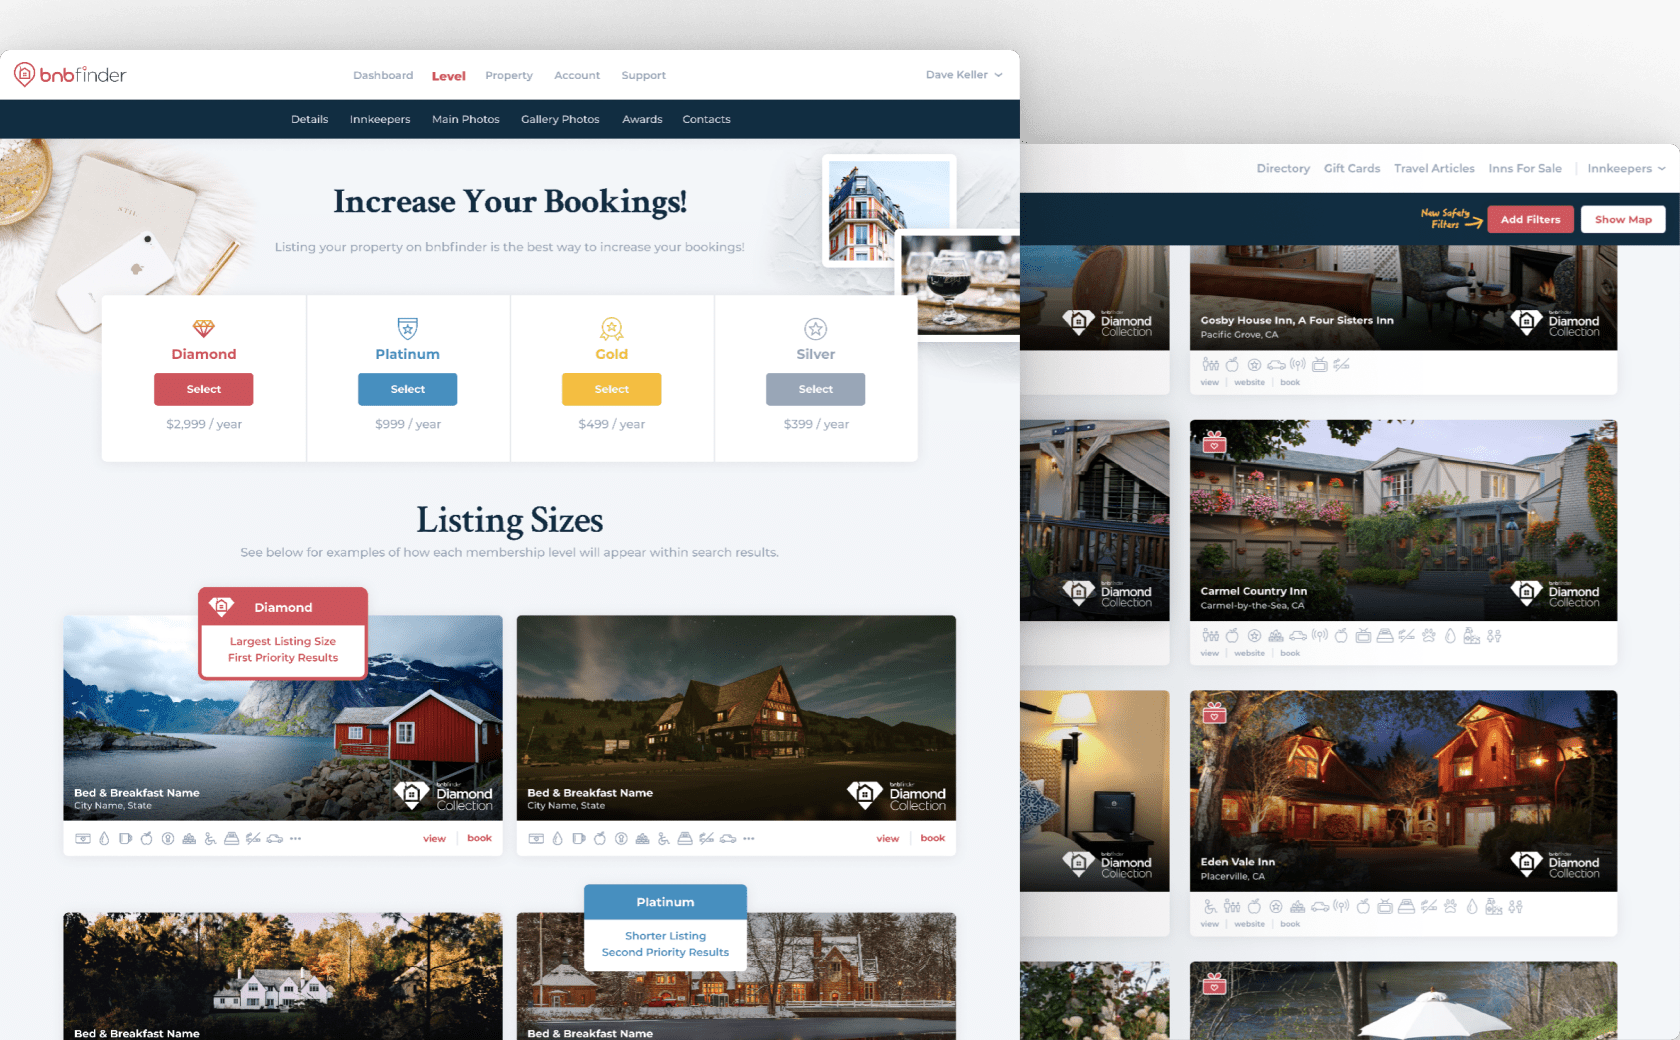 bnbfinder
Dashboard Level Property Account Support
Dave Keller
Details Innkeepers Main Photos Gallery Photos Awards Contacts
Increase Your Bookings!
Listing your property on bnbfinder is the best way to increase your bookings!
Diamond
Select
$2,999 / year
Platinum
Select
$999 / year
Gold
Select
$499 / year
Silver
Select
$399 / year
Listing Sizes
See below for examples of how each membership level will appear within search results.
Diamond
Largest Listing Size
First Priority Results
Bed & Breakfast Name
City Name, State
bnbfinder
Diamond
Collection
view book
Bed & Breakfast Name
City Name, State
bnbfinder
Diamond
Collection
view book
Platinum
Shorter Listing
Second Priority Results
Bed & Breakfast Name
Bed & Breakfast Name
Directory Gift Cards Travel Articles Inns For Sale Innkeepers
New Safety
Filters
Add Filters
Show Map
bnbfinder
Diamond
Collection
Gosby House Inn, A Four Sisters Inn
Pacific Grove, CA
bnbfinder
Diamond
Collection
view website book
bnbfinder
Diamond
Collection
Carmel Country Inn
Carmel-by-the-Sea, CA
bnbfinder
Diamond
Collection
view website book
bnbfinder
Diamond
Collection
Eden Vale Inn
Placerville, CA
bnbfinder
Diamond
Collection
view website book